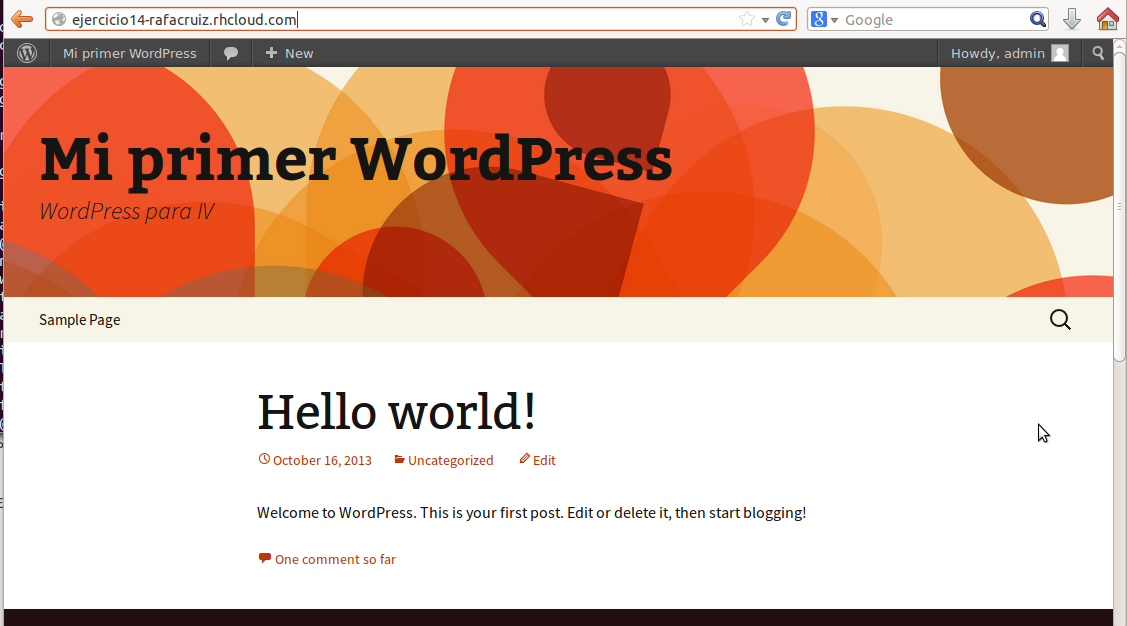 ejercicio14-rafacruiz.rhcloud.com
Google
Mi primer WordPress
New
Howdy, admin
Mi primer WordPress
WordPress para IV
Sample Page
Hello world!
October 16, 2013 Uncategorized Edit
Welcome to WordPress. This is your first post. Edit or delete it, then start blogging!
One comment so far